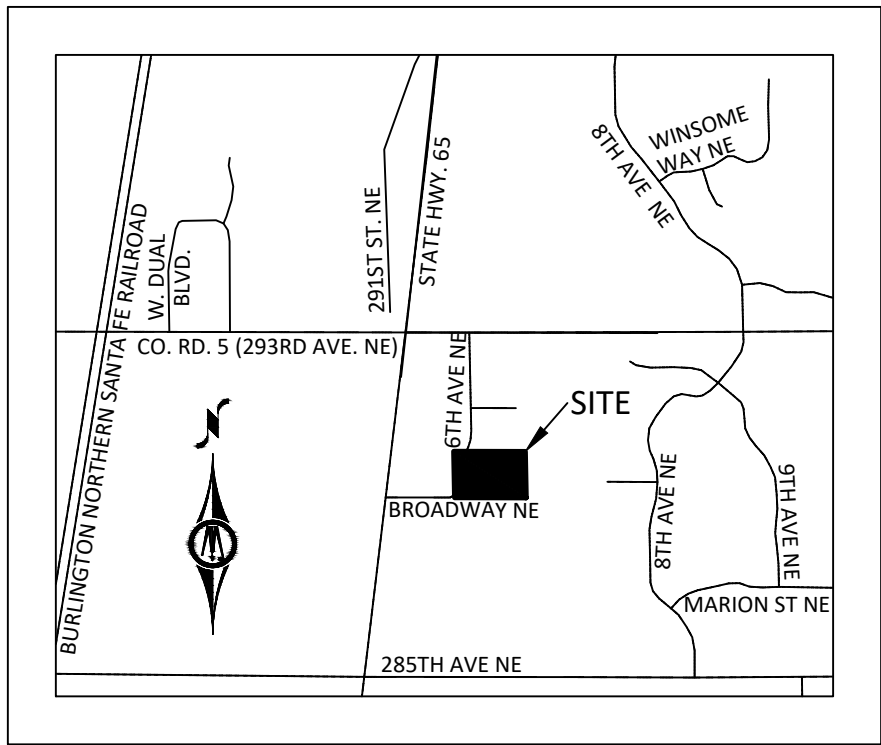 WINSOME
WAY NE
8TH AVE NE
STATE HWY. 65
291ST ST. NE
W. DUAL
BLVD.
BURLINGTON NORTHERN SANTA FE RAILROAD
CO. RD. 5 (293RD AVE. NE)
6TH AVE NE
N
SITE
BROADWAY NE
8TH AVE NE
9TH AVE NE
MARION ST NE
285TH AVE NE